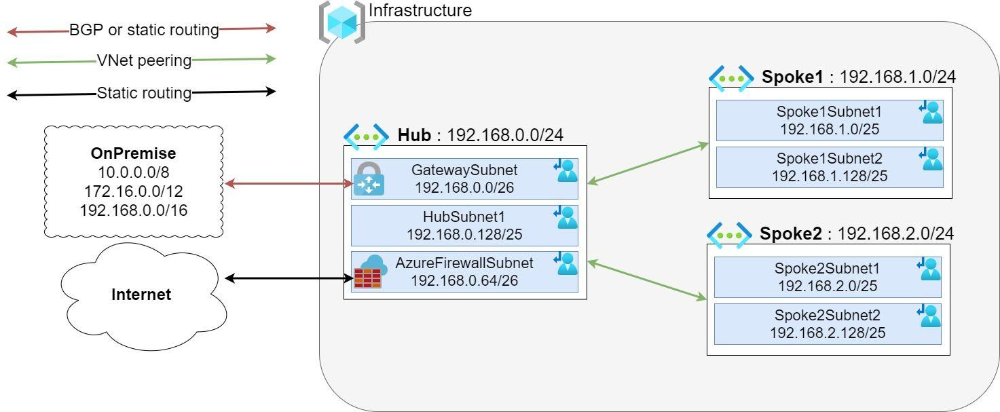 Infrastructure
BGP or static routing
VNet peering
Static routing
OnPremise
10.0.0.0/8
172.16.0.0/12
192.168.0.0/16
Internet
Hub : 192.168.0.0/24
GatewaySubnet
192.168.0.0/26
HubSubnet1
192.168.0.128/25
AzureFirewallSubnet
192.168.0.64/26
Spoke1 : 192.168.1.0/24
Spoke1Subnet1
192.168.1.0/25
Spoke1Subnet2
192.168.1.128/25
Spoke2 : 192.168.2.0/24
Spoke2Subnet1
192.168.2.0/25
Spoke2Subnet2
192.168.2.128/25